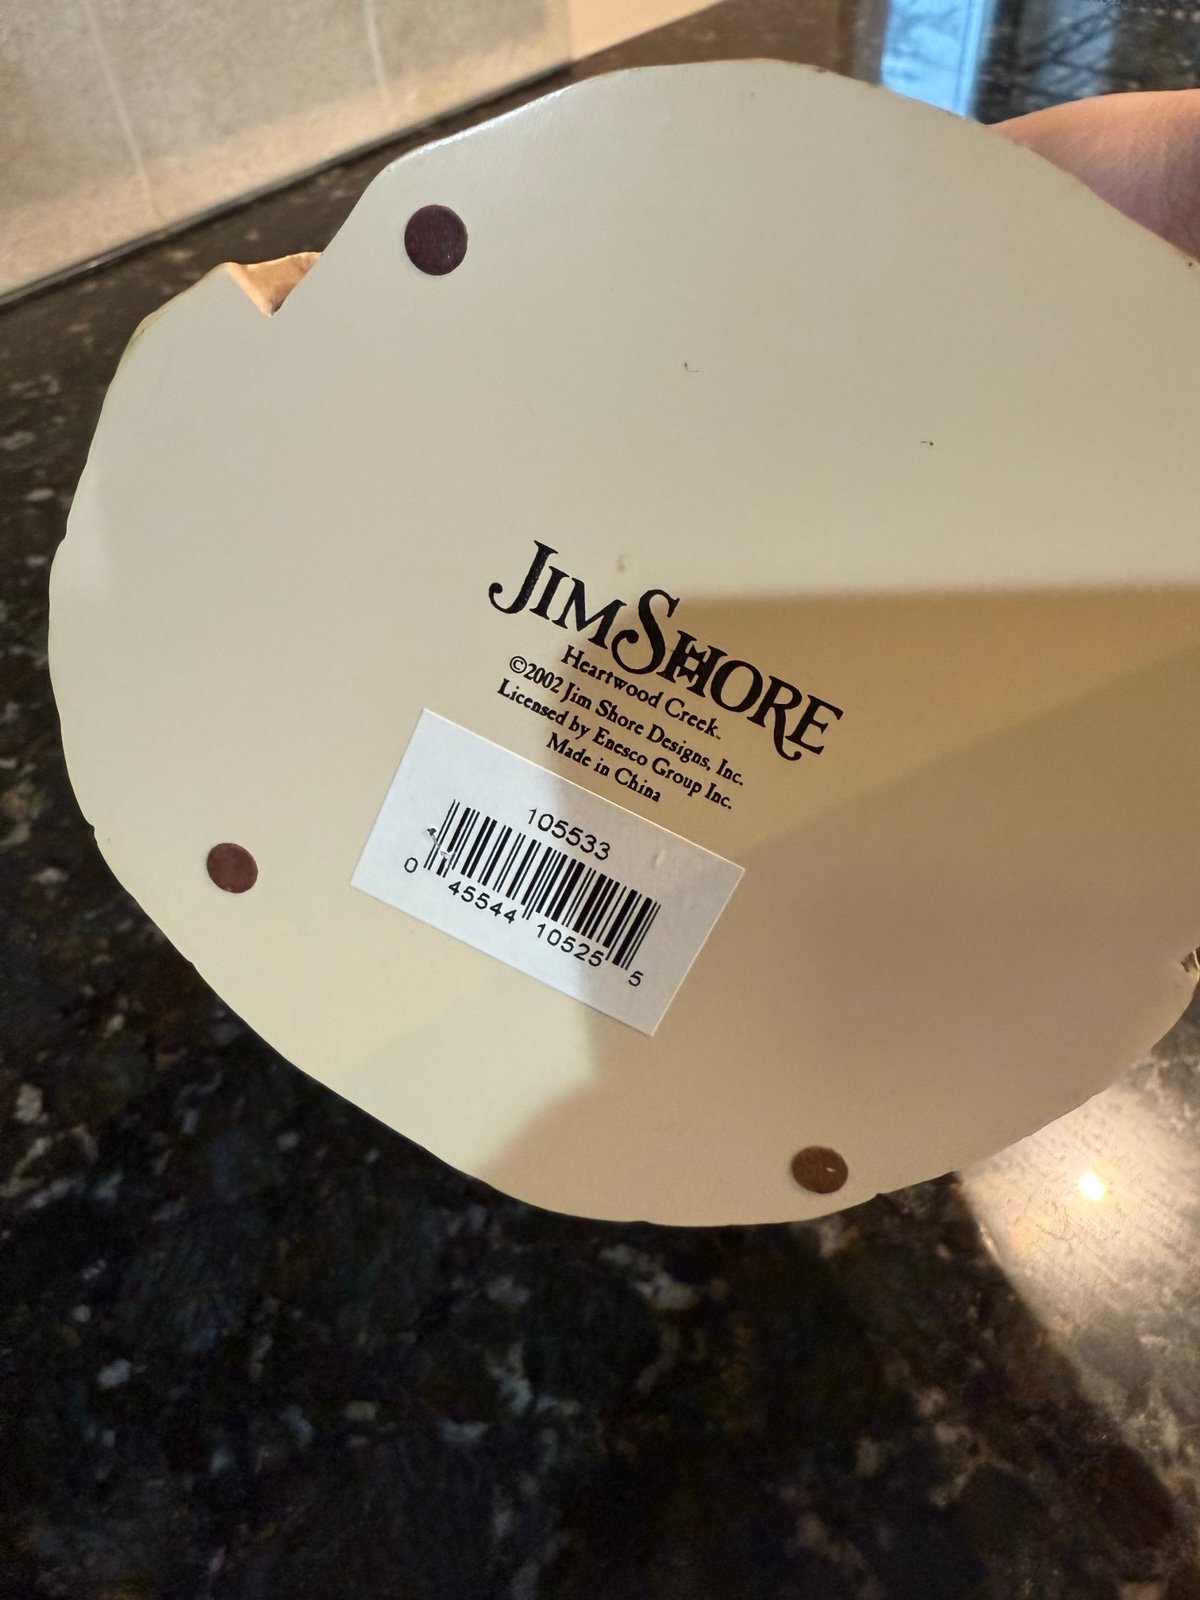 JIM SHORE
Heartwood Creek™
©2002 Jim Shore Designs, Inc.
Licensed by Enesco Group Inc.
Made in China
105533
0 45544 10525 5